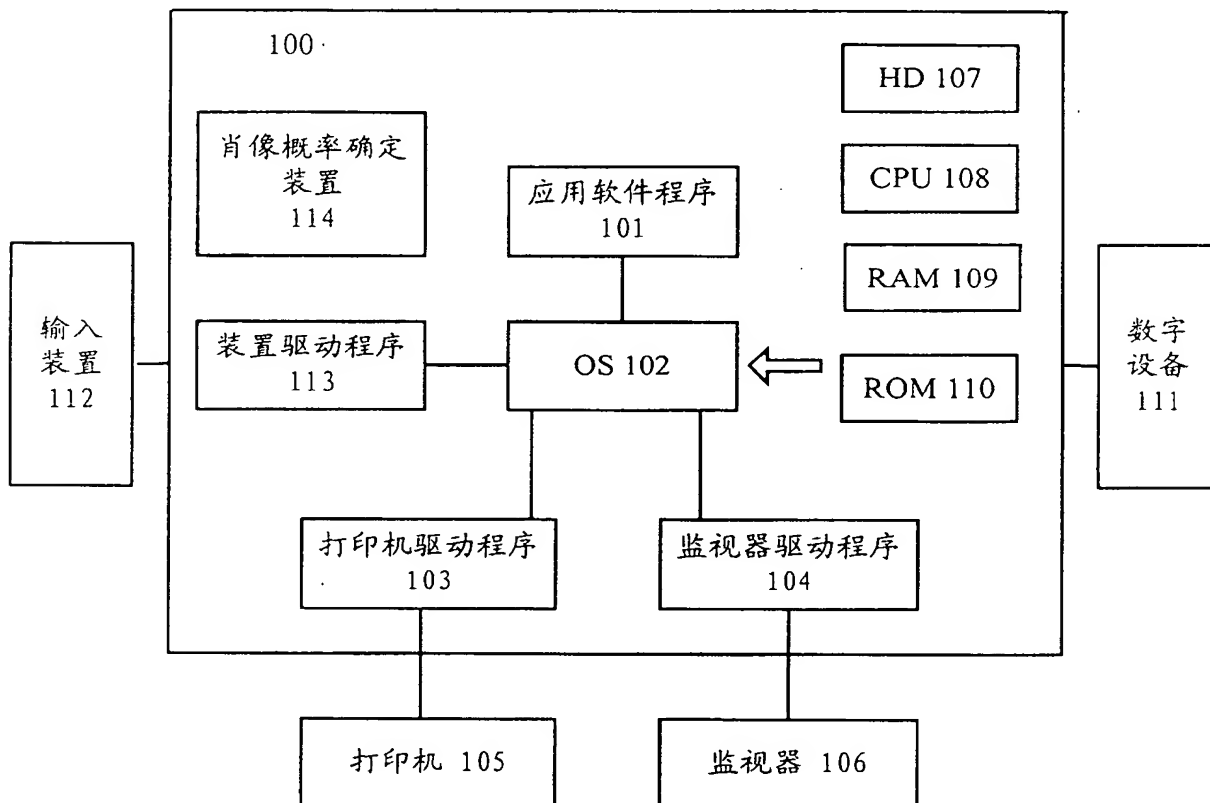 100
HD 107
肖像概率确定
装置
114
CPU 108
应用软件程序
101
RAM 109
输入
装置
112
装置驱动程序
113
OS 102
ROM 110
数字
设备
111
打印机驱动程序
103
监视器驱动程序
104
打印机 105
监视器 106